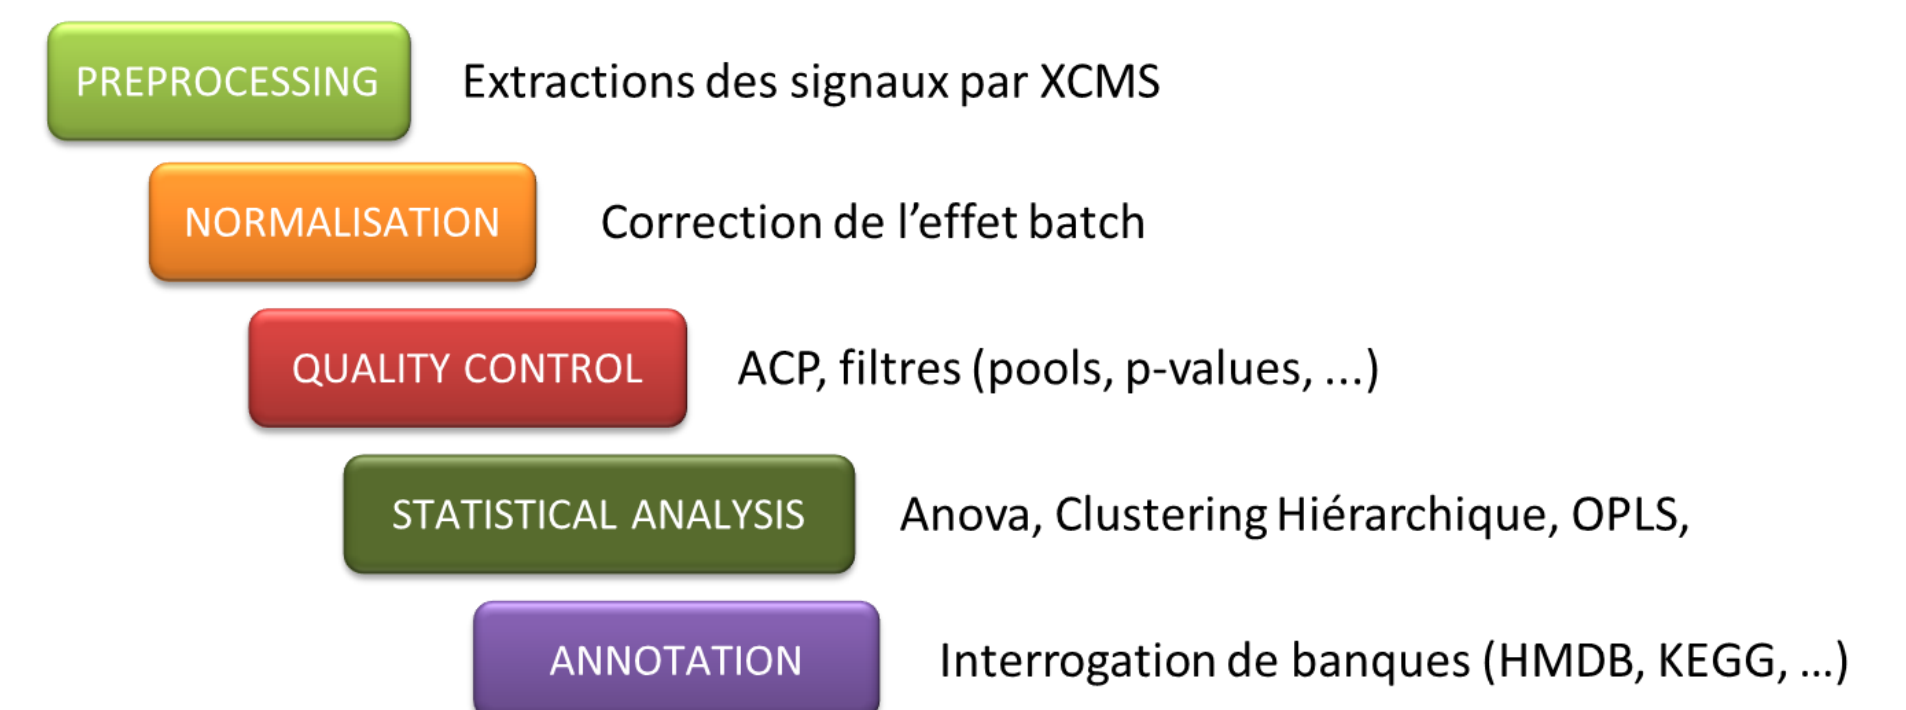 PREPROCESSING Extractions des signaux par XCMS
NORMALISATION Correction de l’effet batch
QUALITY CONTROL ACP, filtres (pools, p-values, ...)
STATISTICAL ANALYSIS Anova, Clustering Hiérarchique, OPLS,
ANNOTATION Interrogation de banques (HMDB, KEGG, ...)